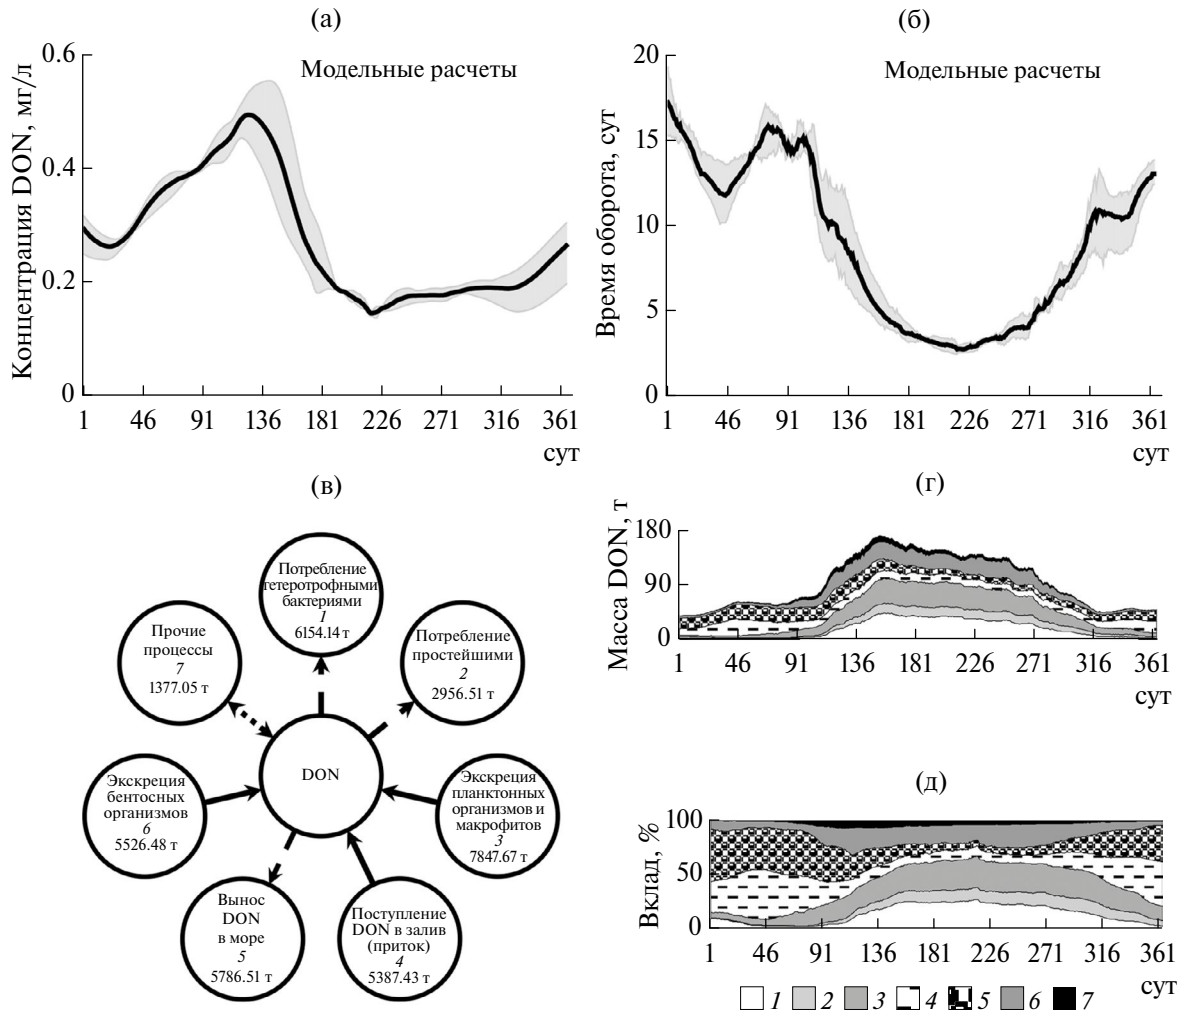 (а)
Концентрация DON, мг/л
0.6
0.4
0.2
0
Модельные расчеты
1 46 91 136 181 226 271 316 361
сут
(б)
Время оборота, сут
20
15
10
5
0
Модельные расчеты
1 46 91 136 181 226 271 316 361
сут
(в)
Потребление
гетеротрофными
бактериями
1
6154.14 т
Потребление
простейшими
2
2956.51 т
Экскреция
планктонных
организмов и
макрофитов
3
7847.67 т
Поступление
DON в залив
(приток)
4
5387.43 т
Вынос
DON
в море
5
5786.51 т
Экскреция
бентосных
организмов
6
5526.48 т
Прочие
процессы
7
1377.05 т
DON
(г)
Масса DON, т
180
90
0
1 46 91 136 181 226 271 316 361
сут
(д)
Вклад, %
100
50
0
1 46 91 136 181 226 271 316 361
сут
1 2 3 4 5 6 7